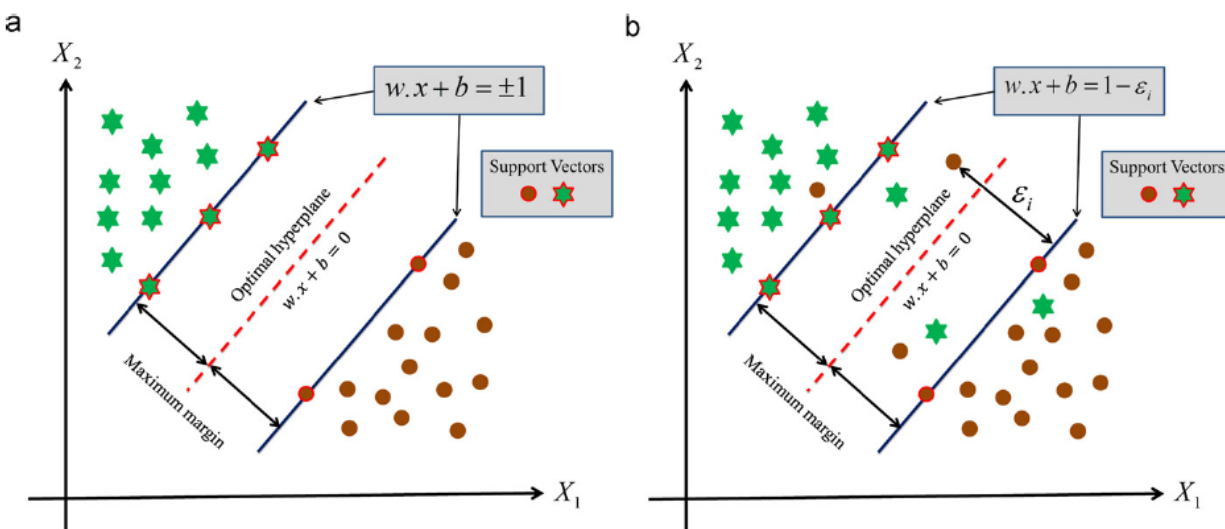 a
X₂
w.x + b = ±1
Support Vectors
Optimal hyperplane
w.x + b = 0
Maximum margin
X₁
b
X₂
w.x + b = 1 − εᵢ
Support Vectors
εᵢ
Optimal hyperplane
w.x + b = 0
Maximum margin
X₁